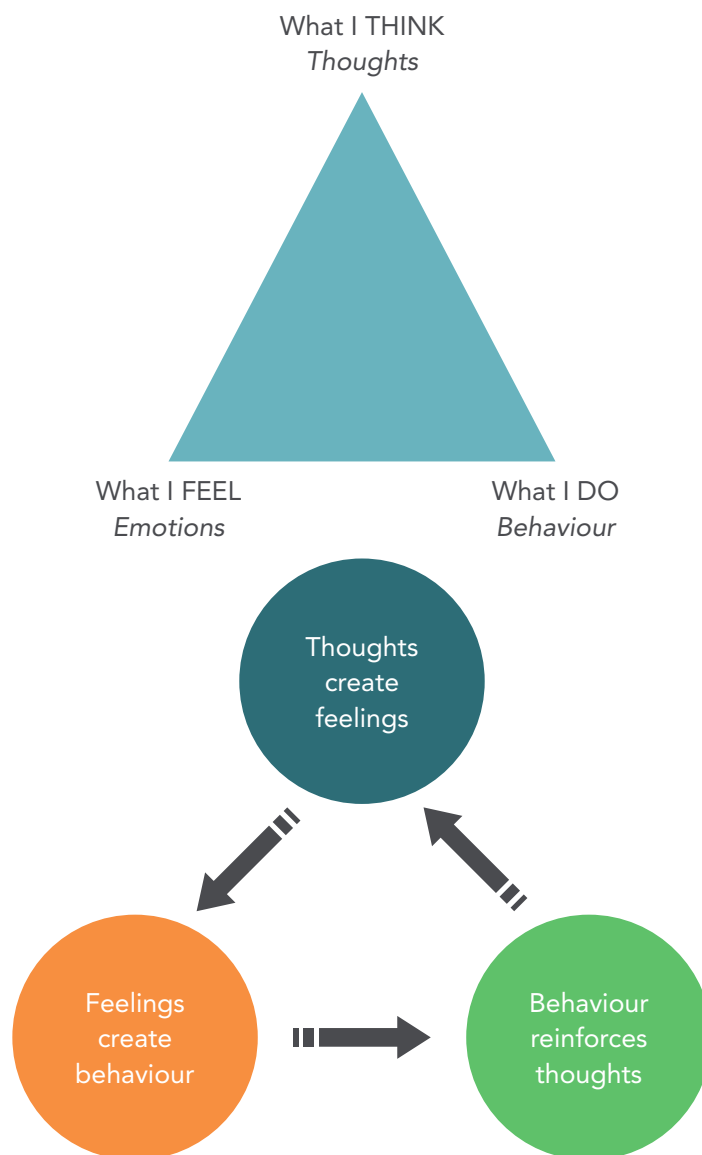 What I THINK
Thoughts
What I FEEL
Emotions
What I DO
Behaviour
Thoughts
create
feelings
Feelings
create
behaviour
Behaviour
reinforces
thoughts